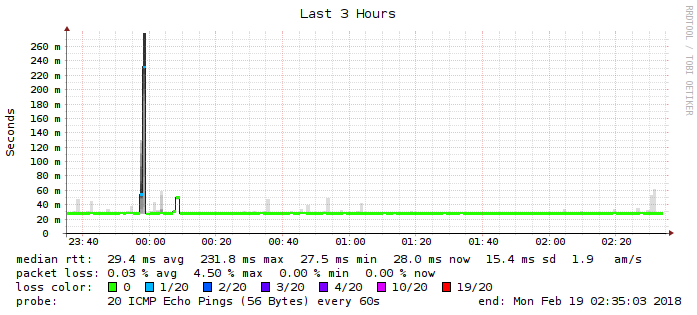 Last 3 Hours
RRDTOOL / TOBI OETIKER
Seconds
260 m
240 m
220 m
200 m
180 m
160 m
140 m
120 m
100 m
80 m
60 m
40 m
20 m
0
23:40 00:00 00:20 00:40 01:00 01:20 01:40 02:00 02:20
median rtt: 29.4 ms avg 231.8 ms max 27.5 ms min 28.0 ms now 15.4 ms sd 1.9 am/s
packet loss: 0.03 % avg 4.50 % max 0.00 % min 0.00 % now
loss color: 0 1/20 2/20 3/20 4/20 10/20 19/20
probe: 20 ICMP Echo Pings (56 Bytes) every 60s end: Mon Feb 19 02:35:03 2018